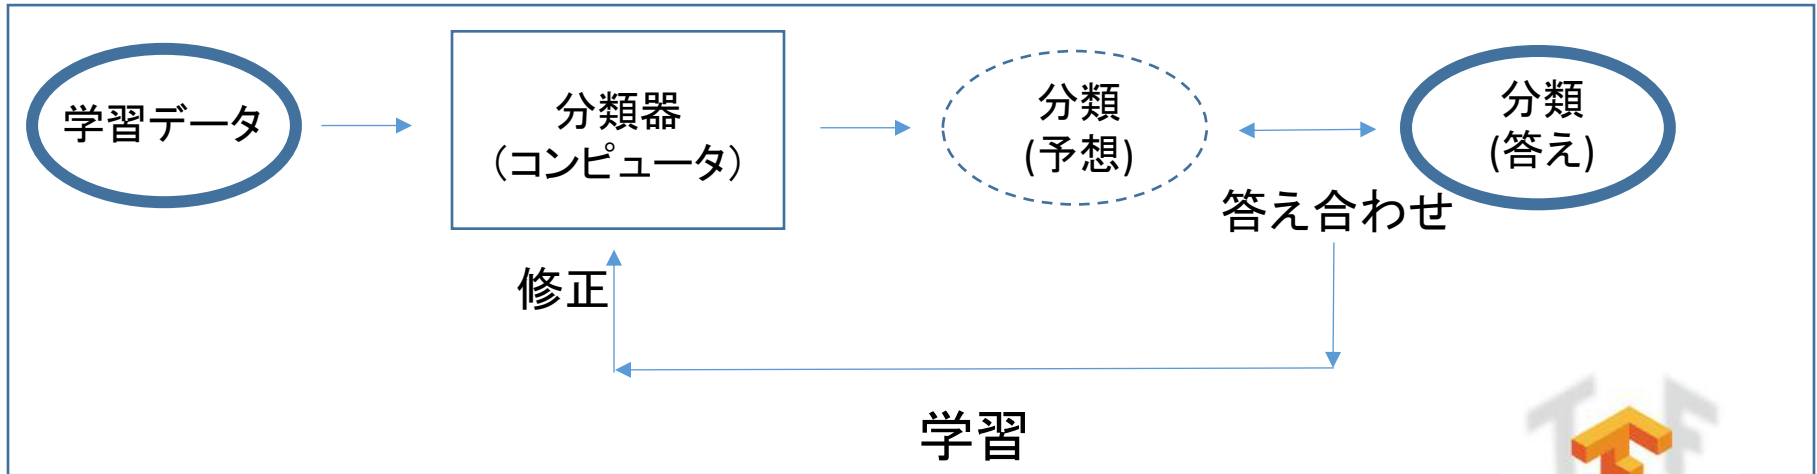 学習データ
分類器
（コンピュータ）
分類
(予想)
分類
(答え)
答え合わせ
修正
学習